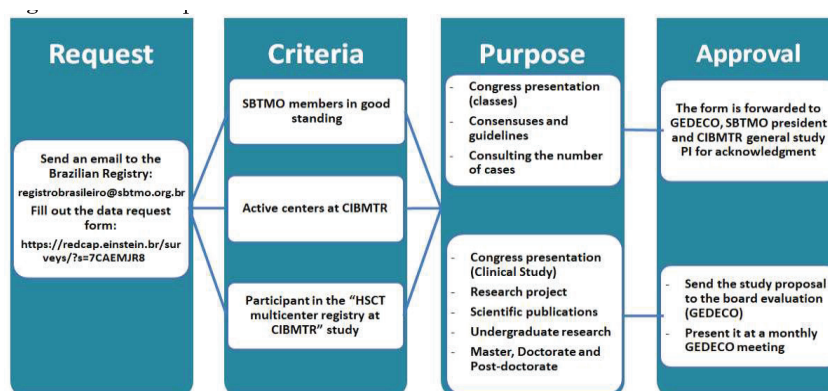 Request
Send an email to the
Brazilian Registry:
registrobrasileiro@sbtmo.org.br
Fill out the data request
form:
https://redcap.einstein.br/sur
veys/?s=7CAEMJR8
Criteria
SBTMO members in good
standing
Active centers at CIBMTR
Participant in the “HSCT
multicenter registry at
CIBMTR” study
Purpose
- Congress presentation
(classes)
- Consensuses and
guidelines
- Consulting the number
of cases
- Congress presentation
(Clinical Study)
- Research project
- Scientific publications
- Undergraduate research
- Master, Doctorate and
Post-doctorate
Approval
The form is forwarded to
GEDECO, SBTMO president
and CIBMTR general study
PI for acknowledgment
- Send the study proposal
to the board evaluation
(GEDECO)
- Present it at a monthly
GEDECO meeting